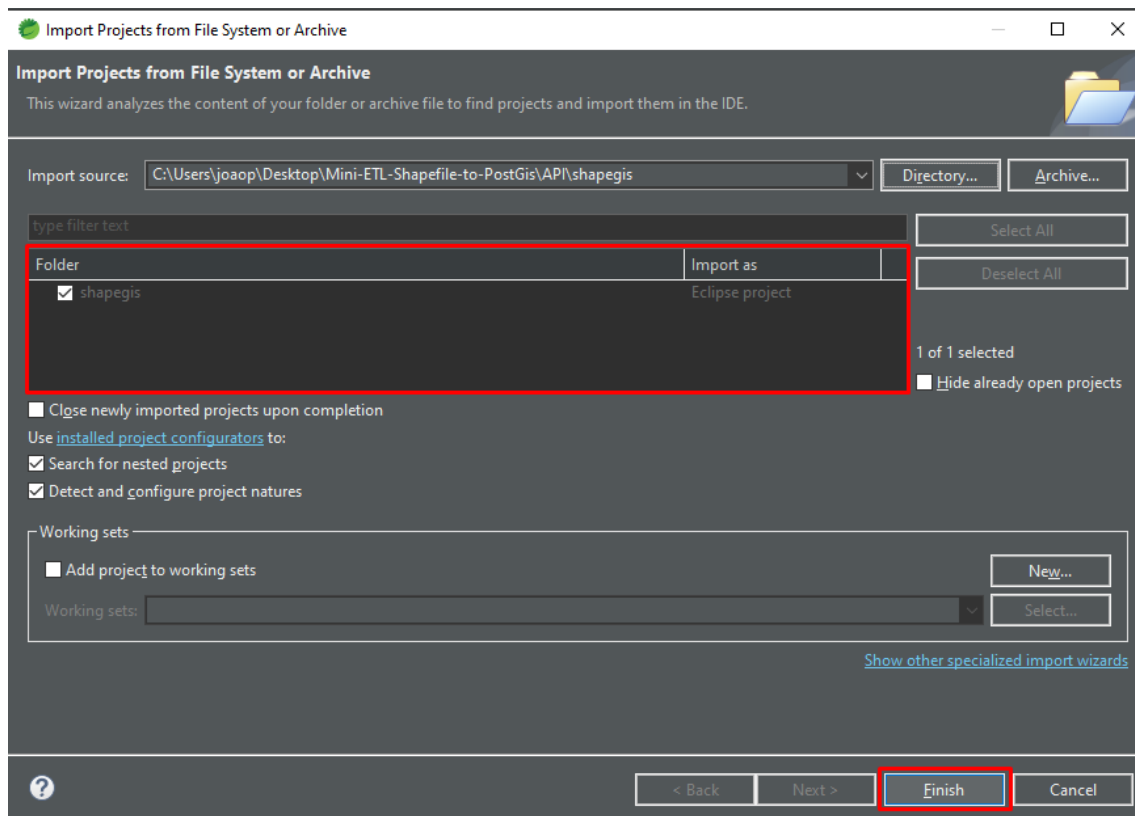 Import Projects from File System or Archive
Import Projects from File System or Archive
This wizard analyzes the content of your folder or archive file to find projects and import them in the IDE.
Import source: C:\Users\joaop\Desktop\Mini-ETL-Shapefile-to-PostGis\API\shapegis Directory... Archive...
type filter text Select All
Folder Import as Deselect All
shapegis Eclipse project
1 of 1 selected
Hide already open projects
Close newly imported projects upon completion
Use installed project configurators to:
Search for nested projects
Detect and configure project natures
Working sets
Add project to working sets New...
Working sets: Select...
Show other specialized import wizards
? < Back Next > Finish Cancel